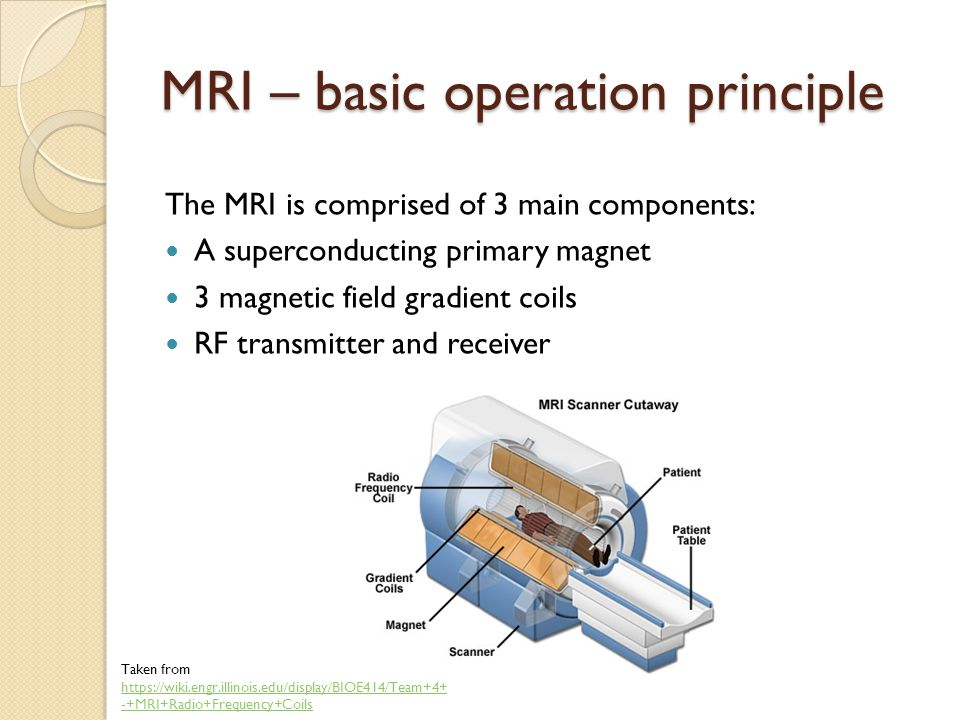 MRI – basic operation principle
The MRI is comprised of 3 main components:
A superconducting primary magnet
3 magnetic field gradient coils
RF transmitter and receiver
MRI Scanner Cutaway
Radio
Frequency
Coil
Patient
Patient
Table
Gradient
Coils
Magnet
Scanner
Taken from
https://wiki.engr.illinois.edu/display/BIOE414/Team+4+
-+MRI+Radio+Frequency+Coils